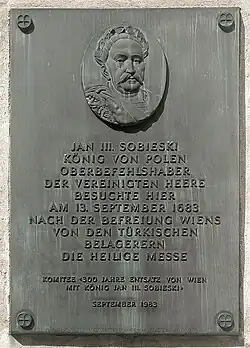 JAN III. SOBIESKI
KÖNIG VON POLEN
OBERBEFEHLSHABER
DER VEREINIGTEN HEERE
BESUCHTE HIER
AM 13. SEPTEMBER 1683
NACH DER BEFREIUNG WIENS
VON DEN TÜRKISCHEN
BELAGERERN
DIE HEILIGE MESSE
KOMITEE «300 JAHRE ENTSATZ VON WIEN
MIT KÖNIG JAN III. SOBIESKI»
SEPTEMBER 1983